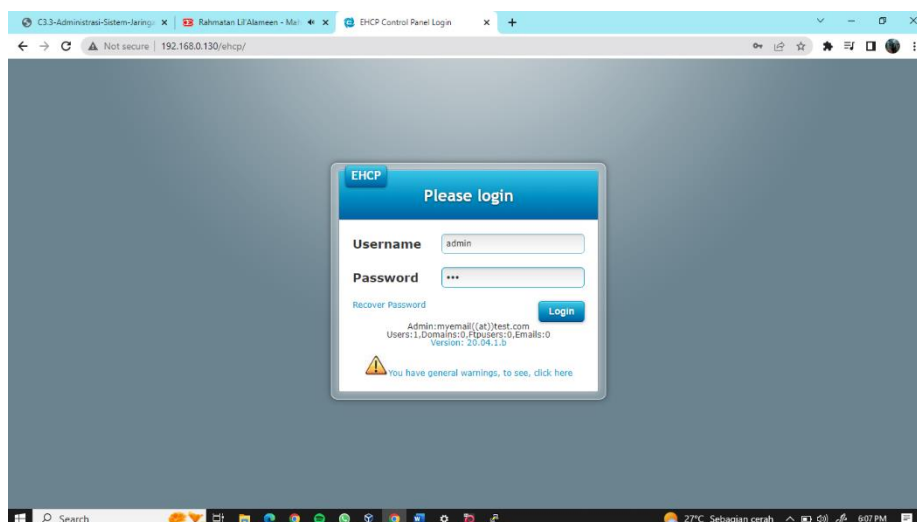 C3.3-Administrasi-Sistem-Jaringa
Rahmatan Lil'Alameen - Mah
EHCP Control Panel Login
Not secure
192.168.0.130/ehcp/
EHCP
Please login
Username
admin
Password
•••
Recover Password
Login
Admin:myemail((at))test.com
Users:1,Domains:0,Ftpusers:0,Emails:0
Version: 20.04.1.b
You have general warnings, to see, click here
Search
27°C Sebagian cerah
6:07 PM